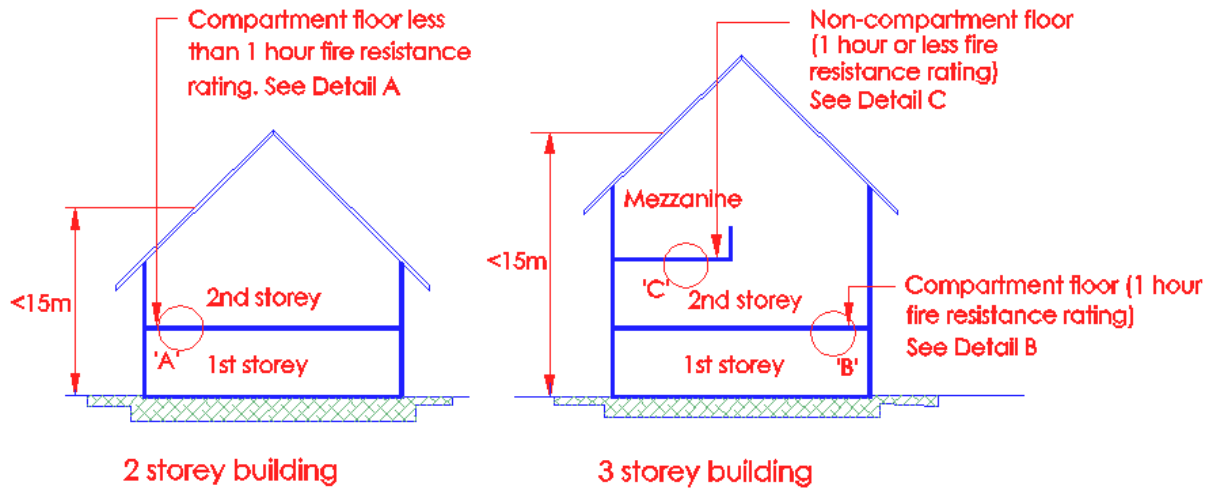 Compartment floor less
than 1 hour fire resistance
rating. See Detail A
<15m
2nd storey
'A'
1st storey
2 storey building
Non-compartment floor
(1 hour or less fire
resistance rating)
See Detail C
Mezzanine
<15m
'C'
2nd storey
Compartment floor (1 hour
fire resistance rating)
See Detail B
1st storey
'B'
3 storey building